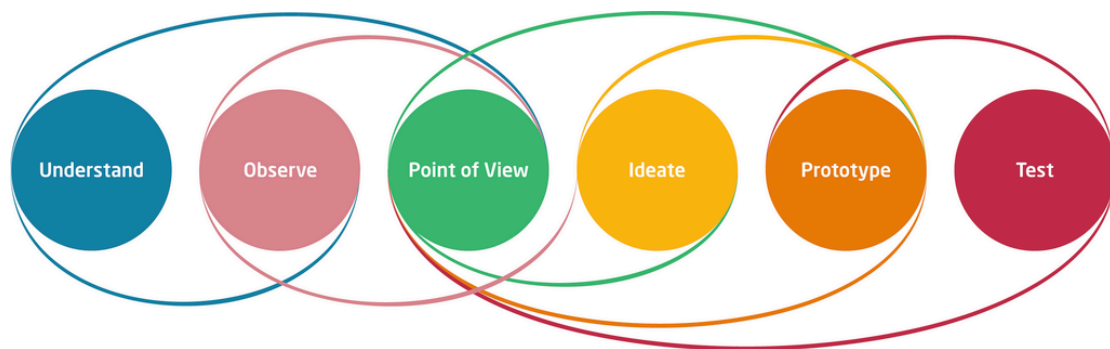 Understand
Observe
Point of View
Ideate
Prototype
Test